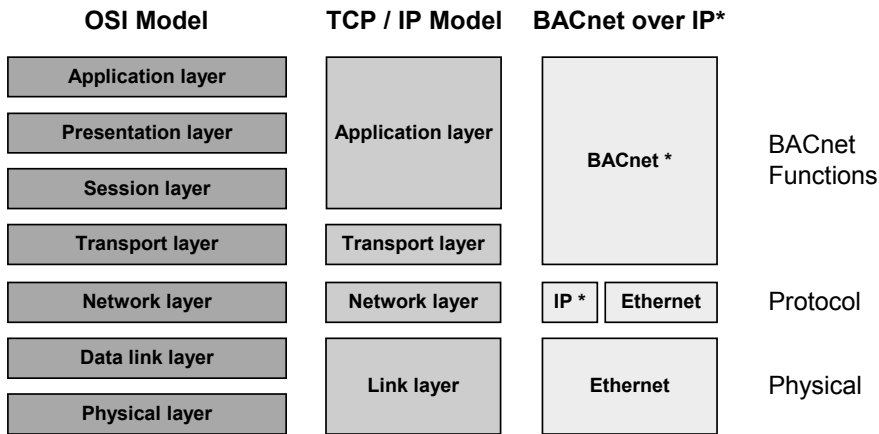 OSI Model
TCP / IP Model
BACnet over IP*
Application layer
Presentation layer
Session layer
Transport layer
Network layer
Data link layer
Physical layer
Application layer
Transport layer
Network layer
Link layer
BACnet *
IP *
Ethernet
Ethernet
BACnet
Functions
Protocol
Physical